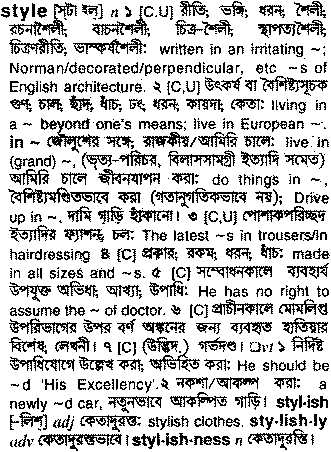 style [স্টাইল্] n ১ [C,U] রীতি, ভঙ্গি, ধরন; শৈলী,
রচনাশৈলী, বাচনশৈলী, চিত্র-শৈলী, স্থাপত্যশৈলী,
চিত্রণরীতি, ভাস্কর্যশৈলী: written in an irritating ~;
Norman/decorated/perpendicular, etc ~s of
English architecture. ২ [C,U] উৎকর্ষ বা বৈশিষ্ট্যসূচক
গুণ, চাল, ছাঁদ, ধাঁচ, ঢং, ধরন, কায়দা, কেতা: living in
a ~ beyond one's means; live in European ~.
in ~ জৌলুশের সঙ্গে, রাজকীয়/আমিরি চালে: live in
(grand) ~, (ভৃত্য-পরিচর, বিলাসসামগ্রী ইত্যাদি সমেত)
আমিরি চালে জীবনযাপন করা: do things in ~,
বৈশিষ্ট্যমণ্ডিতভাবে করা (গতানুগতিকভাবে নয়); Drive
up in ~. দামি গাড়ি হাঁকানো। ৩ [C,U] পোশাকপরিচ্ছদ
ইত্যাদির ফ্যাশন, চল: The latest ~s in trousers/in
hairdressing ৪ [C] প্রকার, রকম, ধরন, ধাঁচ: made
in all sizes and ~s. ৫ [C] সম্বোধনকালে ব্যবহার্য
উপযুক্ত অভিধা, আখ্যা, উপাধি: He has no right to
assume the ~ of doctor. ৬ [C] প্রাচীনকালে মোমলিপ্ত
উপরিভাগের উপর বর্ণ অঙ্কনের জন্য ব্যবহৃত হাতিয়ার
বিশেষ, লেখনী। ৭ [C] (উদ্ভিদ.) গর্ভদণ্ড। □vt ১ নির্দিষ্ট
উপাধিযোগে উল্লেখ করা; অভিহিত করা: He should be
~d 'His Excellency'. ২ নকশা/আকল্প করা: a
newly ~d car, নতুনভাবে আকল্পিত গাড়ি। styl·ish
[-লিশ্] adj কেতাদুরস্ত: stylish clothes. styl·ish·ly
adv কেতাদুরস্তভাবে। styl·ish·ness n কেতাদুরস্তি।